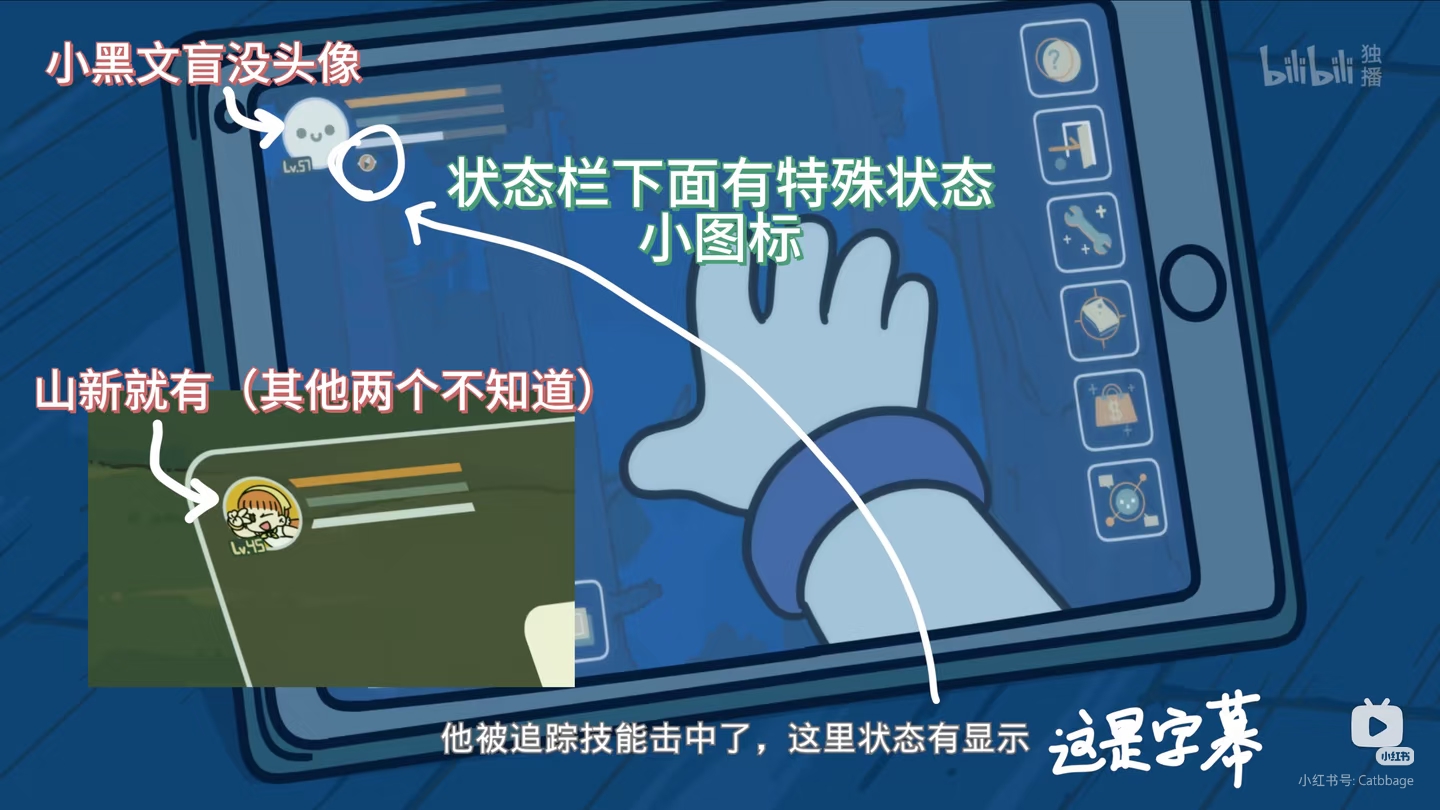 小黑文盲没头像
bilibili 独播
Lv.57
状态栏下面有特殊状态
小图标
山新就有（其他两个不知道）
Lv.45
他被追踪技能击中了，这里状态有显示
这是字幕
小红书
小红书号: Catbbage